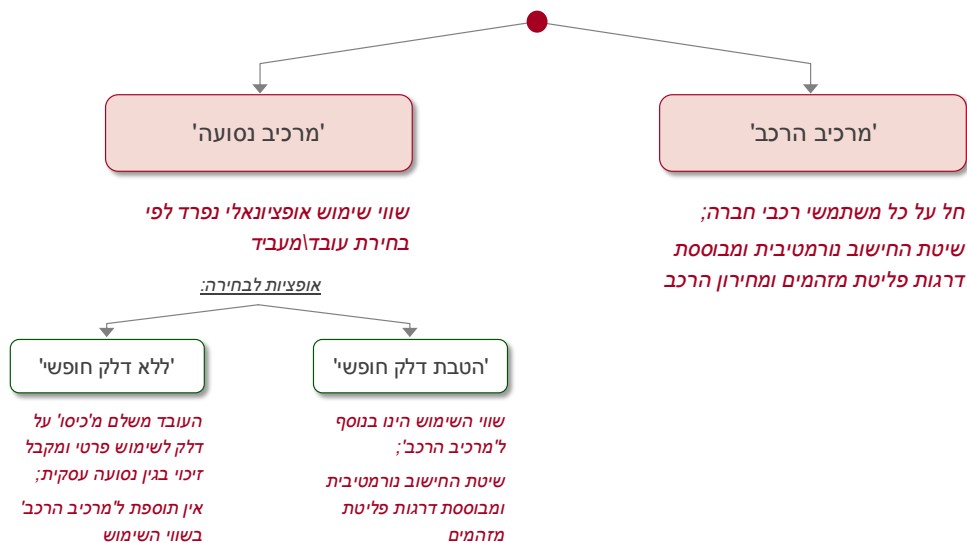 'מרכיב הרכב'
חל על כל משתמשי רכבי חברה;
שיטת החישוב נורמטיבית ומבוססת
דרגות פליטת מזהמים ומחירון הרכב
'מרכיב נסועה'
שווי שימוש אופציונאלי נפרד לפי
בחירת עובד\מעביד
אופציות לבחירה:
'הטבת דלק חופשי'
שווי השימוש הינו בנוסף
ל'מרכיב הרכב';
שיטת החישוב נורמטיבית
ומבוססת דרגות פליטת
מזהמים
'ללא דלק חופשי'
העובד משלם מ'כיסו' על
דלק לשימוש פרטי ומקבל
זיכוי בגין נסועה עסקית;
אין תוספת ל'מרכיב הרכב'
בשווי השימוש